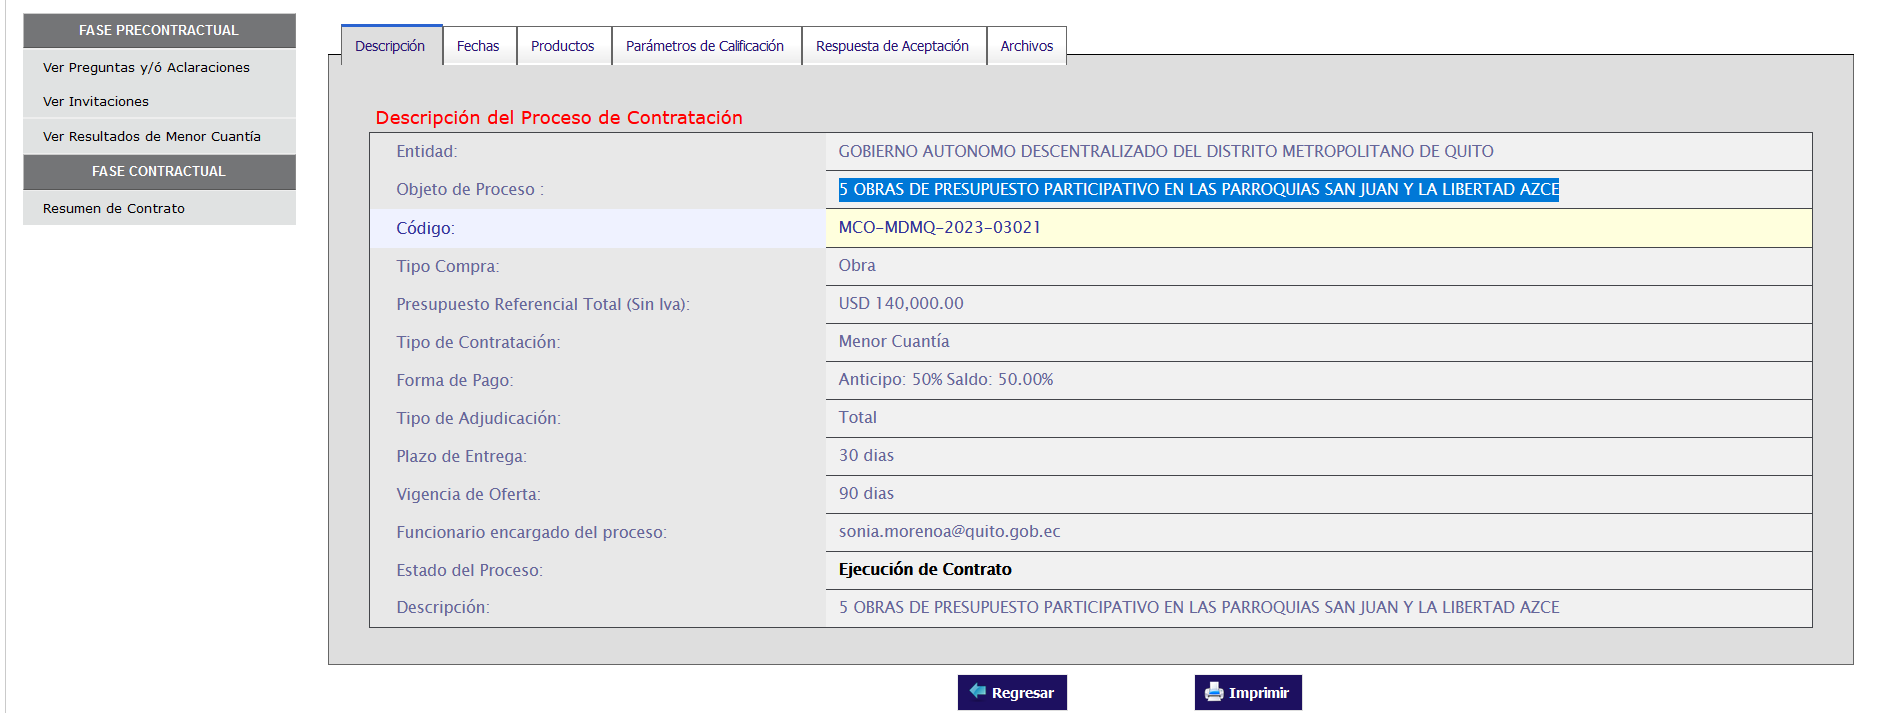 FASE PRECONTRACTUAL
Ver Preguntas y/ó Aclaraciones
Ver Invitaciones
Ver Resultados de Menor Cuantía
FASE CONTRACTUAL
Resumen de Contrato
Descripción Fechas Productos Parámetros de Calificación Respuesta de Aceptación Archivos
Descripción del Proceso de Contratación
Entidad: GOBIERNO AUTONOMO DESCENTRALIZADO DEL DISTRITO METROPOLITANO DE QUITO
Objeto de Proceso : 5 OBRAS DE PRESUPUESTO PARTICIPATIVO EN LAS PARROQUIAS SAN JUAN Y LA LIBERTAD AZCE
Código: MCO-MDMQ-2023-03021
Tipo Compra: Obra
Presupuesto Referencial Total (Sin Iva): USD 140,000.00
Tipo de Contratación: Menor Cuantía
Forma de Pago: Anticipo: 50% Saldo: 50.00%
Tipo de Adjudicación: Total
Plazo de Entrega: 30 dias
Vigencia de Oferta: 90 dias
Funcionario encargado del proceso: sonia.morenoa@quito.gob.ec
Estado del Proceso: Ejecución de Contrato
Descripción: 5 OBRAS DE PRESUPUESTO PARTICIPATIVO EN LAS PARROQUIAS SAN JUAN Y LA LIBERTAD AZCE
Regresar Imprimir